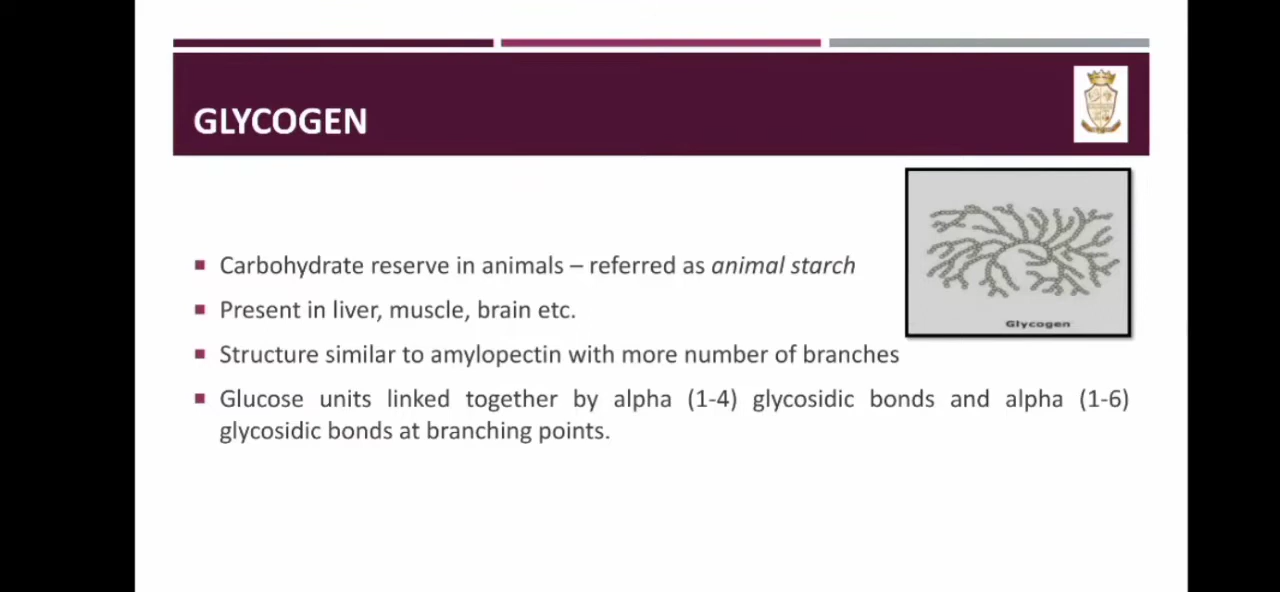 GLYCOGEN
Carbohydrate reserve in animals – referred as animal starch
Present in liver, muscle, brain etc.
Structure similar to amylopectin with more number of branches
Glucose units linked together by alpha (1-4) glycosidic bonds and alpha (1-6)
glycosidic bonds at branching points.
Glycogen